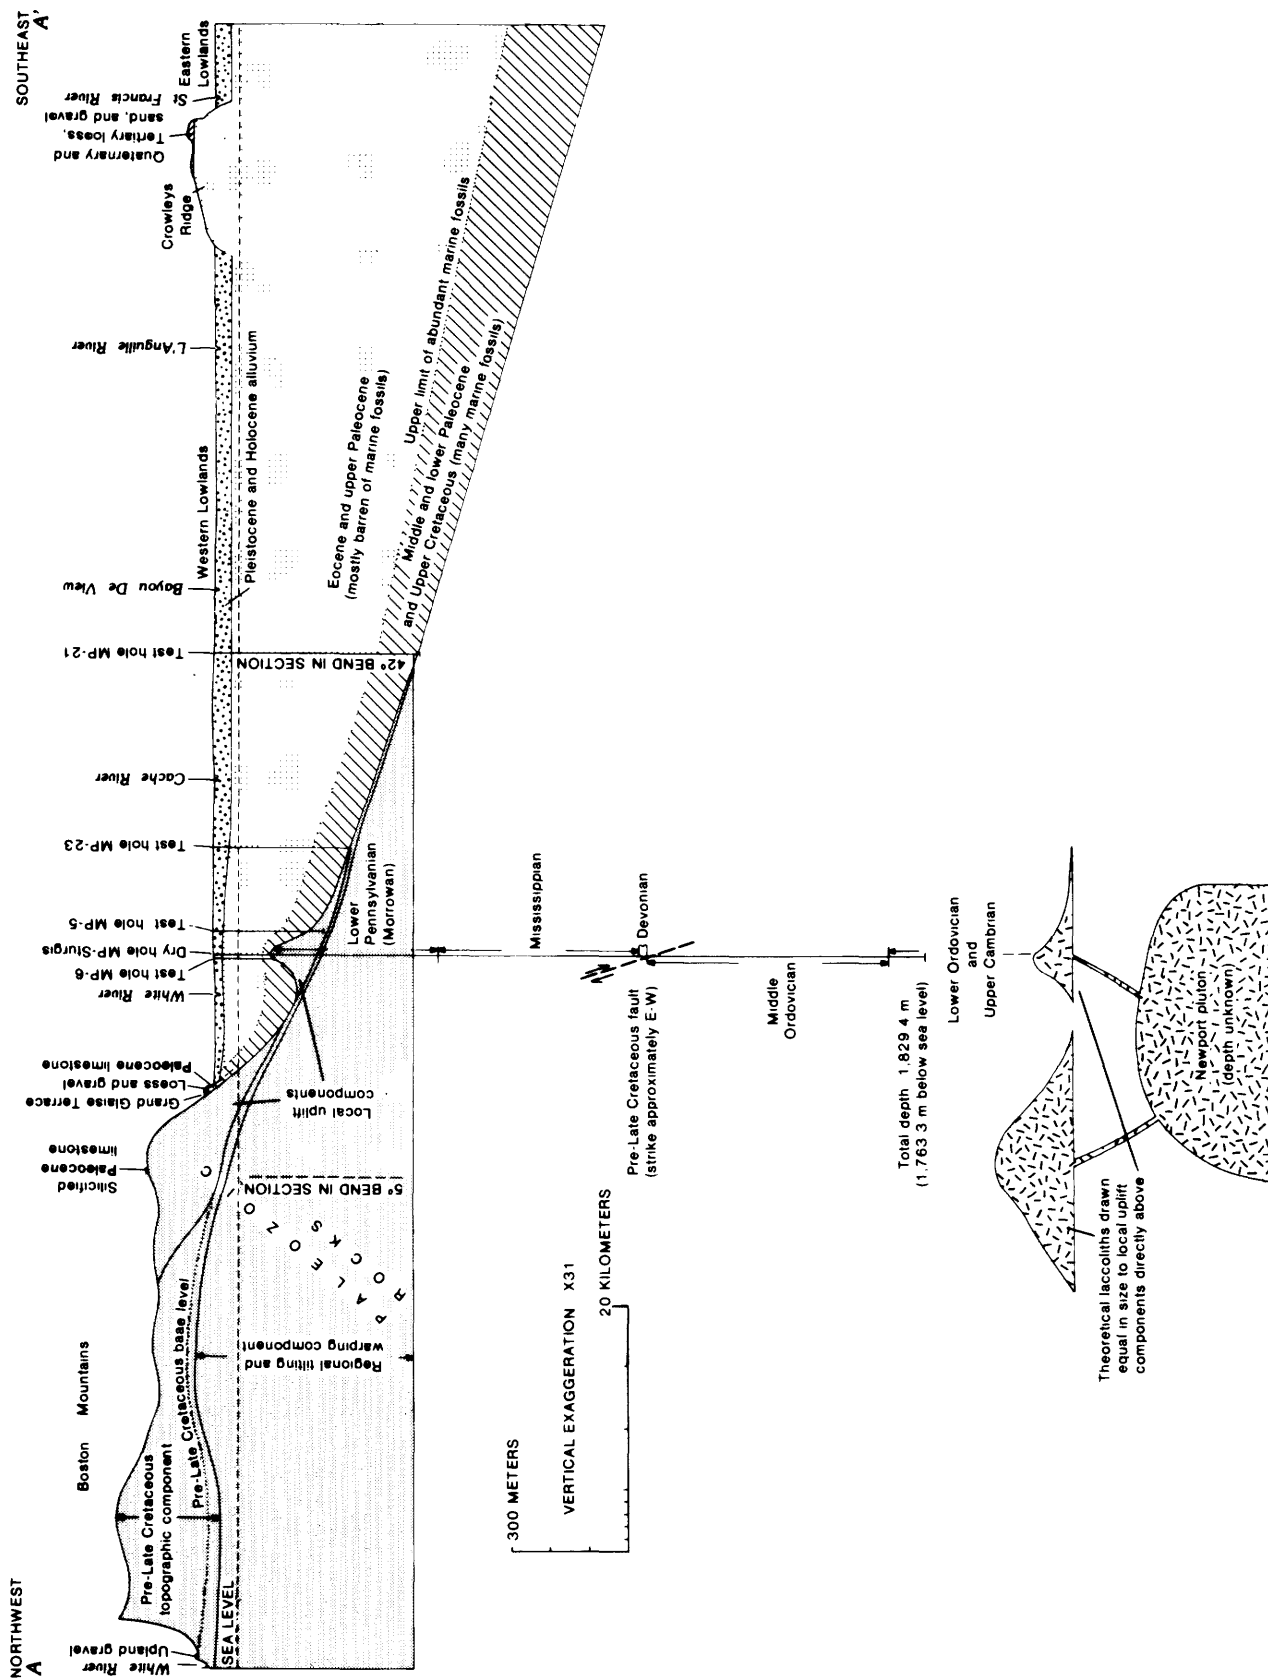 NORTHWEST
A
SOUTHEAST
A'
White River
Upland gravel
Boston Mountains
Silicified
Paleocene
limestone
Grand Glaise Terrace
Loess and gravel
Paleocene limestone
White River
Test hole MP-6
Dry hole MP-Sturgis
Test hole MP-5
Test hole MP-23
Cache River
Test hole MP-21
Bayou De View
Western Lowlands
L'Anguille River
Crowleys
Ridge
Quaternary and
Tertiary loess,
sand, and gravel
St Francis River
Eastern
Lowlands
Pre-Late Cretaceous
topographic component
Pre-Late Cretaceous base level
SEA LEVEL
Regional tilting and
warping component
PALEOZOIC
ROCKS
5° BEND IN SECTION
Local uplift
components
Lower
Pennsylvanian
(Morrowan)
42° BEND IN SECTION
Pleistocene and Holocene alluvium
Eocene and upper Paleocene
(mostly barren of marine fossils)
Upper limit of abundant marine fossils
Middle and lower Paleocene
and Upper Cretaceous (many marine fossils)
300 METERS
VERTICAL EXAGGERATION X31
20 KILOMETERS
Mississippian
Devonian
Pre-Late Cretaceous fault
(strike approximately E-W)
Middle
Ordovician
Total depth 1,829.4 m
(1,763.3 m below sea level)
Lower Ordovician
and
Upper Cambrian
Theoretical laccoliths drawn
equal in size to local uplift
components directly above
Newport pluton
(depth unknown)